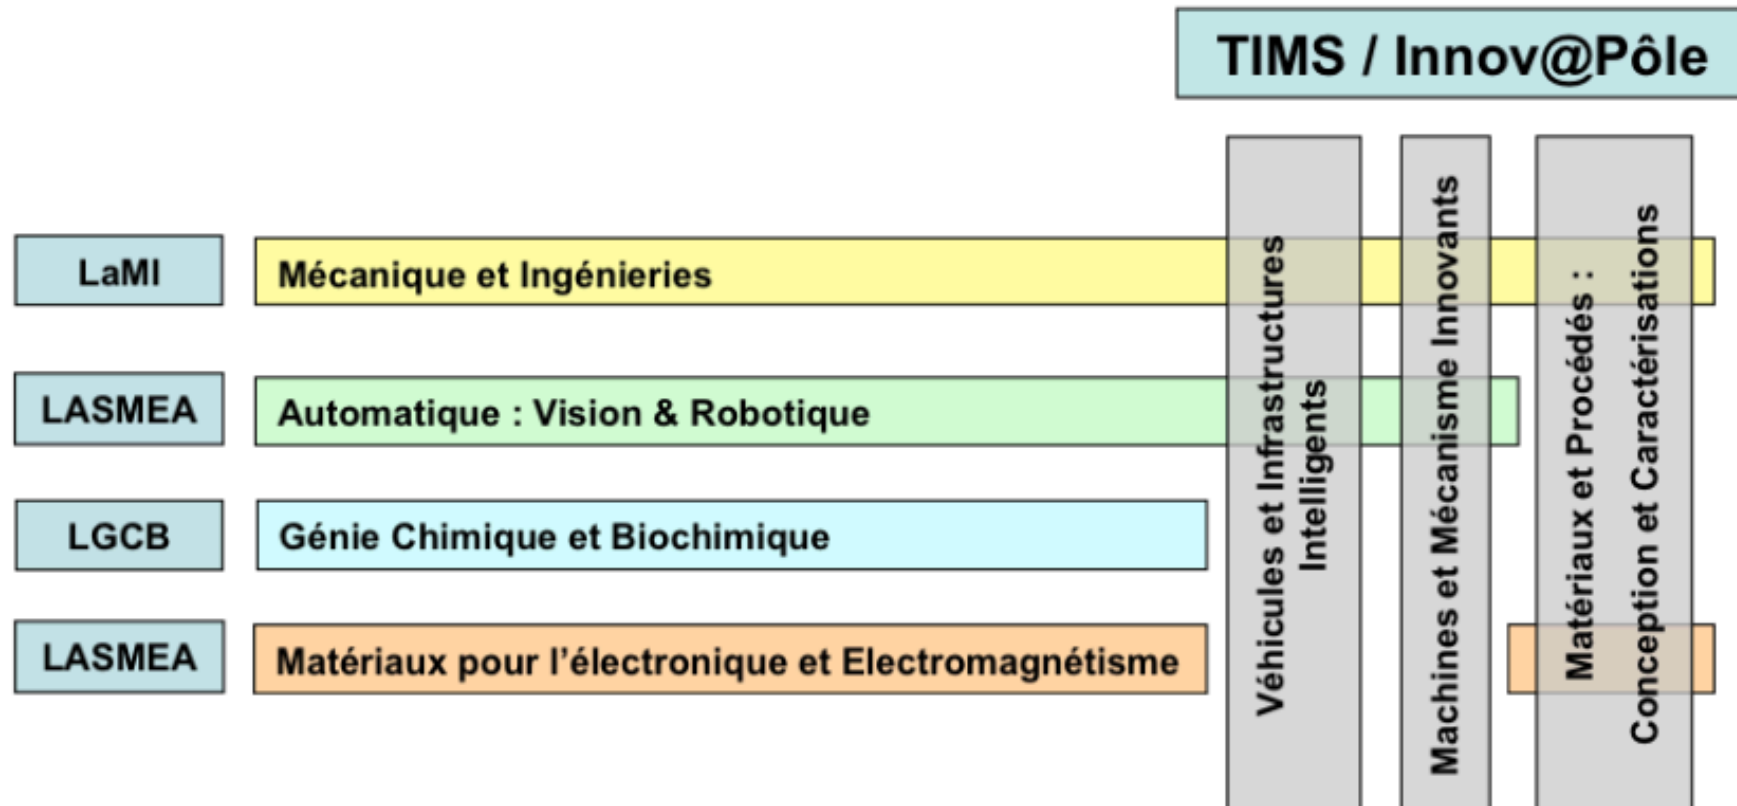 TIMS / Innov@Pôle
LaMI
Mécanique et Ingénieries
LASMEA
Automatique : Vision & Robotique
LGCB
Génie Chimique et Biochimique
LASMEA
Matériaux pour l’électronique et Electromagnétisme
Véhicules et Infrastructures
Intelligents
Machines et Mécanisme Innovants
Matériaux et Procédés :
Conception et Caractérisations